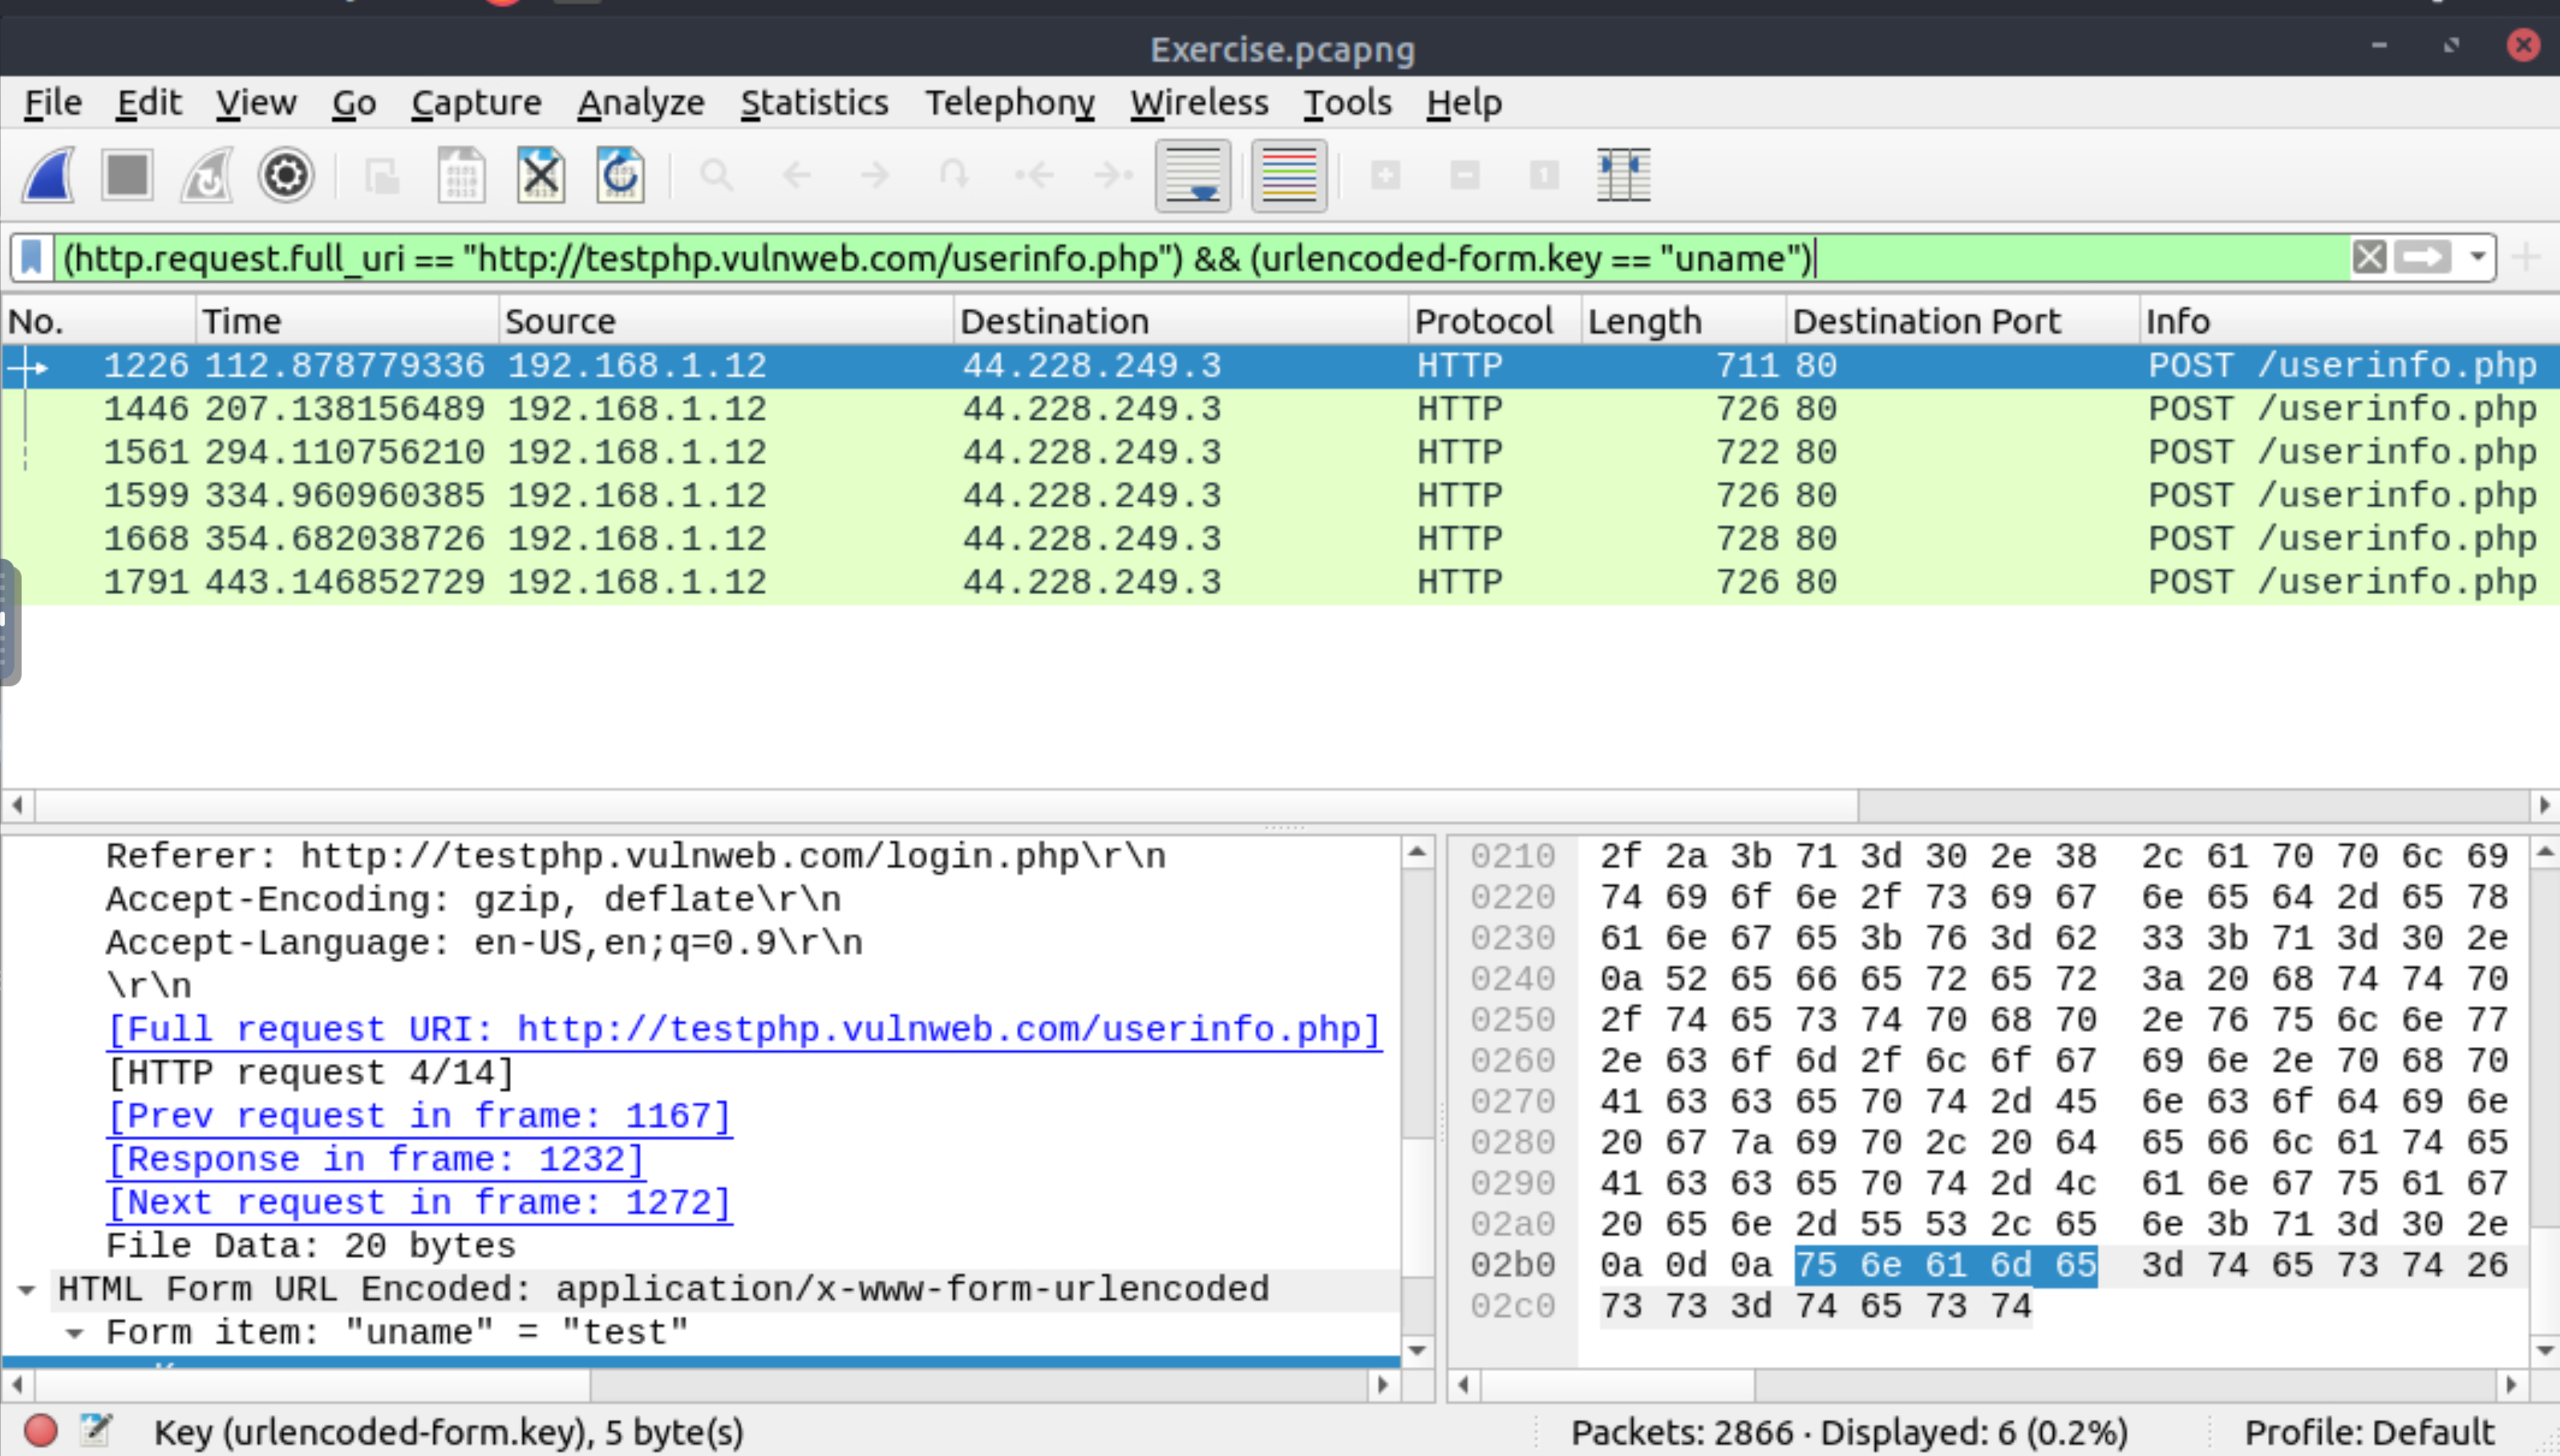 Exercise.pcapng
File Edit View Go Capture Analyze Statistics Telephony Wireless Tools Help
(http.request.full_uri == "http://testphp.vulnweb.com/userinfo.php") && (urlencoded-form.key == "uname")
No. Time Source Destination Protocol Length Destination Port Info
1226 112.878779336 192.168.1.12 44.228.249.3 HTTP 711 80 POST /userinfo.php
1446 207.138156489 192.168.1.12 44.228.249.3 HTTP 726 80 POST /userinfo.php
1561 294.110756210 192.168.1.12 44.228.249.3 HTTP 722 80 POST /userinfo.php
1599 334.960960385 192.168.1.12 44.228.249.3 HTTP 726 80 POST /userinfo.php
1668 354.682038726 192.168.1.12 44.228.249.3 HTTP 728 80 POST /userinfo.php
1791 443.146852729 192.168.1.12 44.228.249.3 HTTP 726 80 POST /userinfo.php
Referer: http://testphp.vulnweb.com/login.php\r\n
Accept-Encoding: gzip, deflate\r\n
Accept-Language: en-US,en;q=0.9\r\n
\r\n
[Full request URI: http://testphp.vulnweb.com/userinfo.php]
[HTTP request 4/14]
[Prev request in frame: 1167]
[Response in frame: 1232]
[Next request in frame: 1272]
File Data: 20 bytes
HTML Form URL Encoded: application/x-www-form-urlencoded
Form item: "uname" = "test"
0210 2f 2a 3b 71 3d 30 2e 38 2c 61 70 70 6c 69
0220 74 69 6f 6e 2f 73 69 67 6e 65 64 2d 65 78
0230 61 6e 67 65 3b 76 3d 62 33 3b 71 3d 30 2e
0240 0a 52 65 66 65 72 65 72 3a 20 68 74 74 70
0250 2f 74 65 73 74 70 68 70 2e 76 75 6c 6e 77
0260 2e 63 6f 6d 2f 6c 6f 67 69 6e 2e 70 68 70
0270 41 63 63 65 70 74 2d 45 6e 63 6f 64 69 6e
0280 20 67 7a 69 70 2c 20 64 65 66 6c 61 74 65
0290 41 63 63 65 70 74 2d 4c 61 6e 67 75 61 67
02a0 20 65 6e 2d 55 53 2c 65 6e 3b 71 3d 30 2e
02b0 0a 0d 0a 75 6e 61 6d 65 3d 74 65 73 74 26
02c0 73 73 3d 74 65 73 74
Key (urlencoded-form.key), 5 byte(s)
Packets: 2866 · Displayed: 6 (0.2%)
Profile: Default